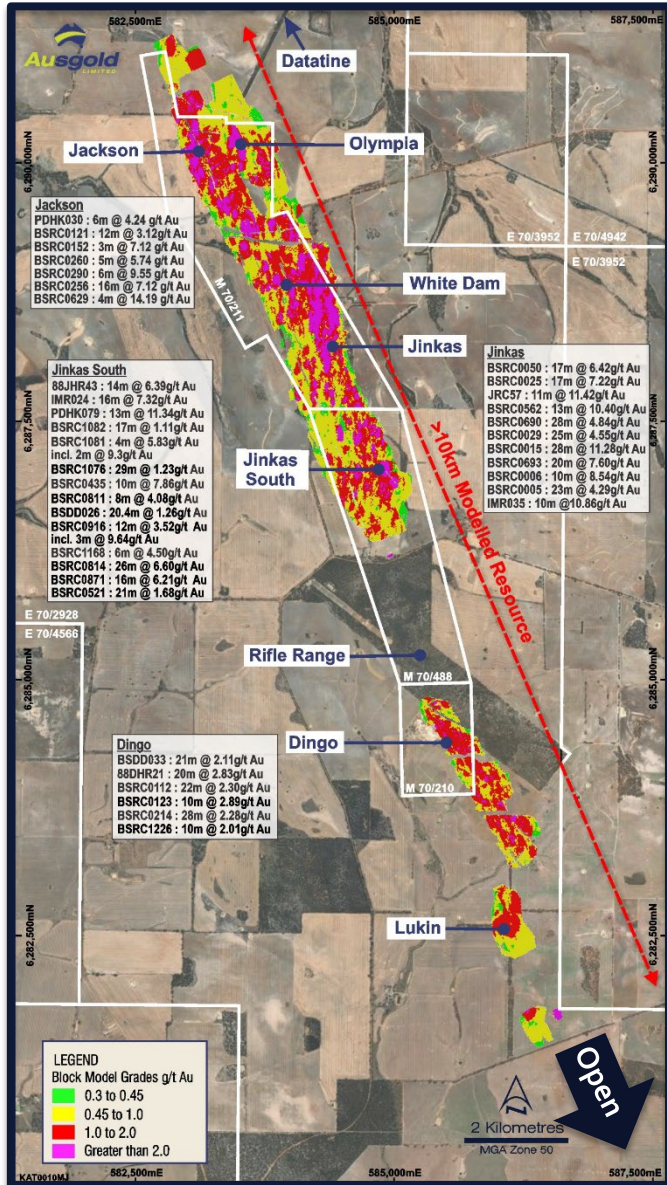 582,500mE
585,000mE
587,500mE
Ausgold
LIMITED
Datatine
Jackson
Olympia
6,290,000mN
6,290,000mN
Jackson
PDHK030 : 6m @ 4.24 g/t Au
BSRC0121 : 12m @ 3.12g/t Au
BSRC0152 : 3m @ 7.12 g/t Au
BSRC0260 : 5m @ 5.74 g/t Au
BSRC0290 : 6m @ 9.55 g/t Au
BSRC0256 : 16m @ 7.12 g/t Au
BSRC0629 : 4m @ 14.19 g/t Au
E 70/3952
E 70/4942
E 70/3952
M 70/211
White Dam
Jinkas
Jinkas South
88JHR43 : 14m @ 6.39g/t Au
IMR024 : 16m @ 7.32g/t Au
PDHK079 : 13m @ 11.34g/t Au
BSRC1082 : 17m @ 1.11g/t Au
BSRC1081 : 4m @ 5.83g/t Au
incl. 2m @ 9.3g/t Au
BSRC1076 : 29m @ 1.23g/t Au
BSRC0435 : 10m @ 7.86g/t Au
BSRC0811 : 8m @ 4.08g/t Au
BSDD026 : 20.4m @ 1.26g/t Au
BSRC0916 : 12m @ 3.52g/t Au
incl. 3m @ 9.64g/t Au
BSRC1168 : 6m @ 4.50g/t Au
BSRC0814 : 26m @ 6.60g/t Au
BSRC0871 : 16m @ 6.21g/t Au
BSRC0521 : 21m @ 1.68g/t Au
Jinkas
BSRC0050 : 17m @ 6.42g/t Au
BSRC0025 : 17m @ 7.22g/t Au
JRC57 : 11m @ 11.42g/t Au
BSRC0562 : 13m @ 10.40g/t Au
BSRC0690 : 28m @ 4.84g/t Au
BSRC0029 : 25m @ 4.55g/t Au
BSRC0015 : 28m @ 11.28g/t Au
BSRC0693 : 20m @ 7.60g/t Au
BSRC0006 : 10m @ 8.54g/t Au
BSRC0005 : 23m @ 4.29g/t Au
IMR035 : 10m @10.86g/t Au
6,287,500mN
6,287,500mN
Jinkas
South
>10km Modelled Resource
E 70/2928
E 70/4566
Rifle Range
6,285,000mN
6,285,000mN
M 70/488
Dingo
M 70/210
Dingo
BSDD033 : 21m @ 2.11g/t Au
88DHR21 : 20m @ 2.83g/t Au
BSRC0112 : 22m @ 2.30g/t Au
BSRC0123 : 10m @ 2.89g/t Au
BSRC0214 : 28m @ 2.28g/t Au
BSRC1226 : 10m @ 2.01g/t Au
Lukin
6,282,500mN
6,282,500mN
LEGEND
Block Model Grades g/t Au
0.3 to 0.45
0.45 to 1.0
1.0 to 2.0
Greater than 2.0
2 Kilometres
MGA Zone 50
Open
KAT0010MJ
582,500mE
585,000mE